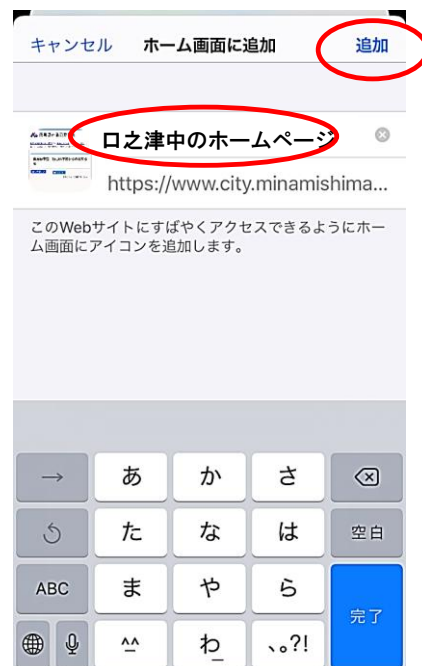 キャンセル ホーム画面に追加 追加
口之津中のホームページ
https://www.city.minamishima...
このWebサイトにすばやくアクセスできるようにホー
ム画面にアイコンを追加します。
→ あ か さ
た な は 空白
ABC ま や ら
^^ わ_ 、。?! 完了